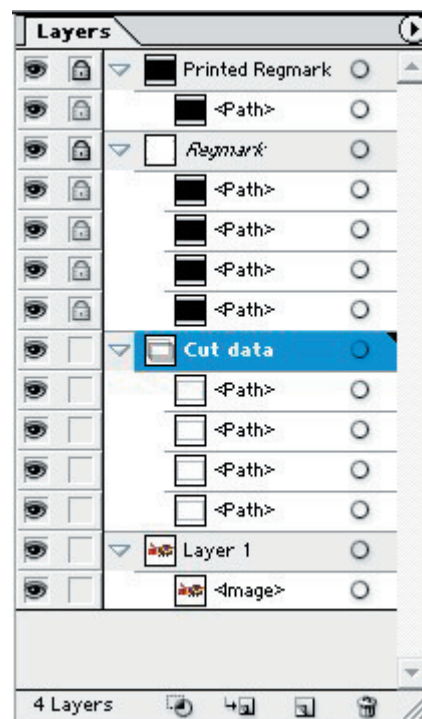 Layers
Printed Regmark
<Path>
Regmark
<Path>
<Path>
<Path>
<Path>
Cut data
<Path>
<Path>
<Path>
<Path>
Layer 1
<Image>
4 Layers